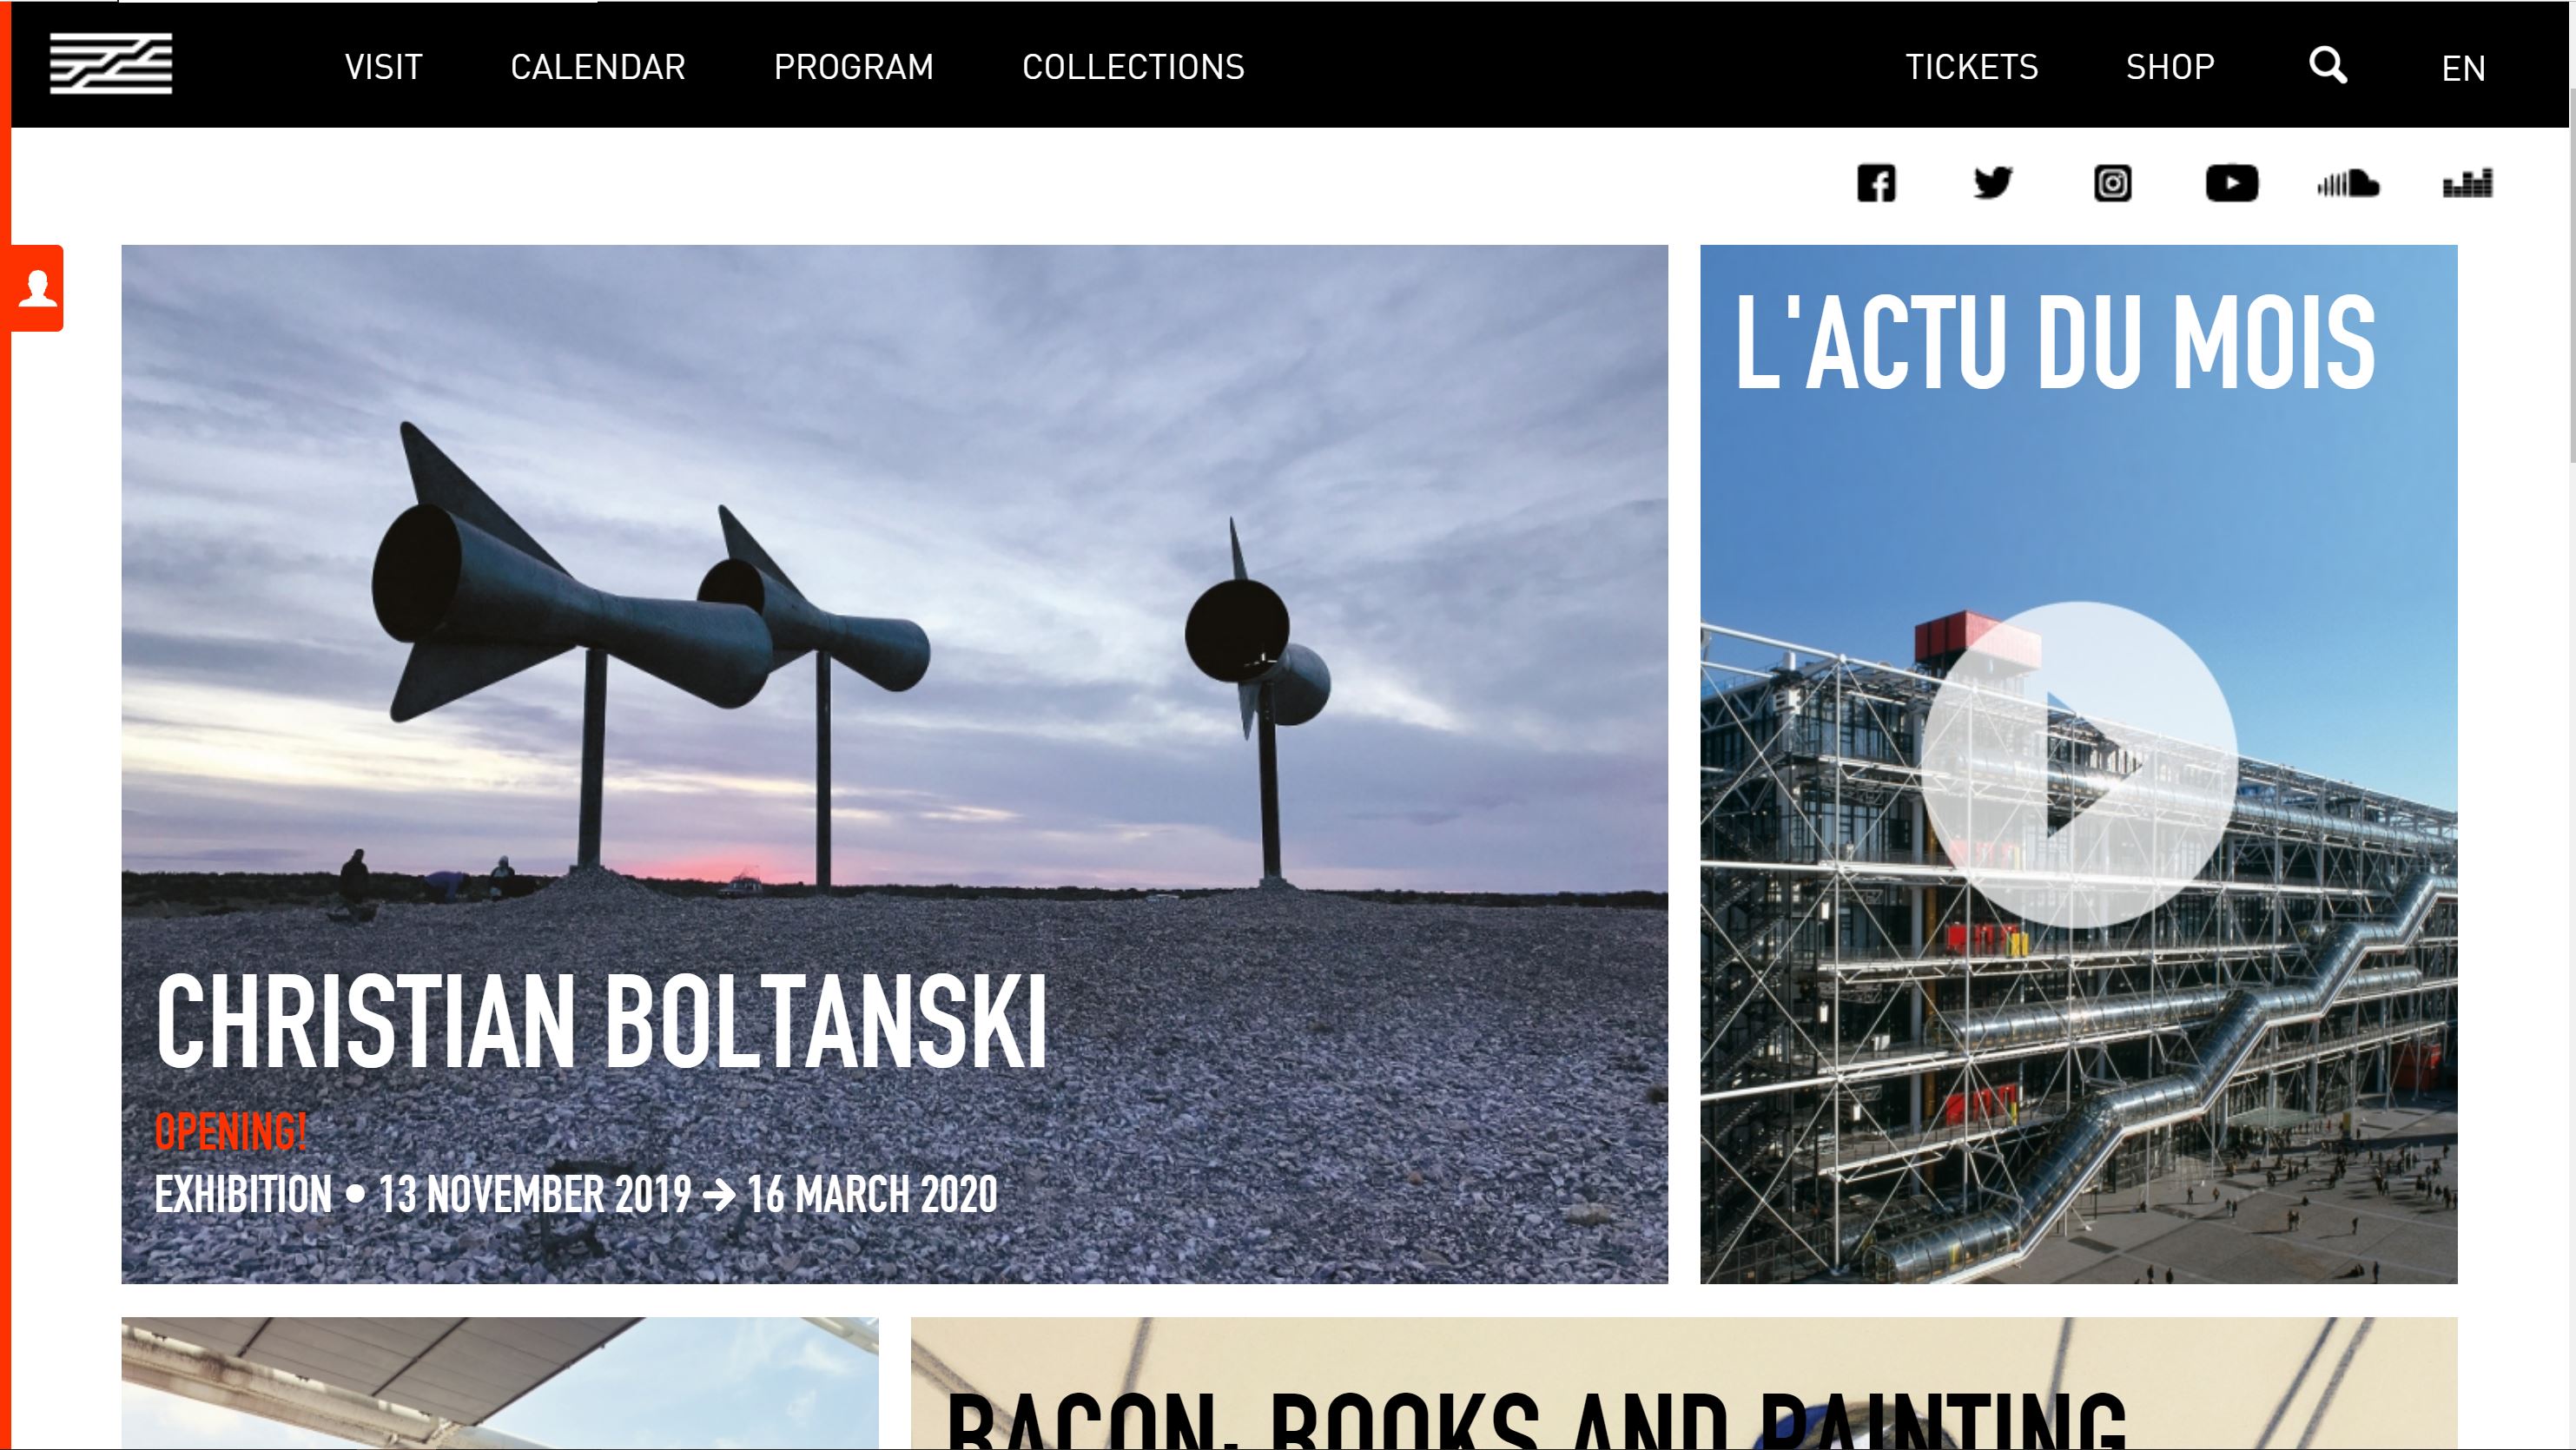 VISIT CALENDAR PROGRAM COLLECTIONS TICKETS SHOP EN
L'ACTU DU MOIS
CHRISTIAN BOLTANSKI
OPENING!
EXHIBITION • 13 NOVEMBER 2019 → 16 MARCH 2020
BACON: BOOKS AND PAINTING